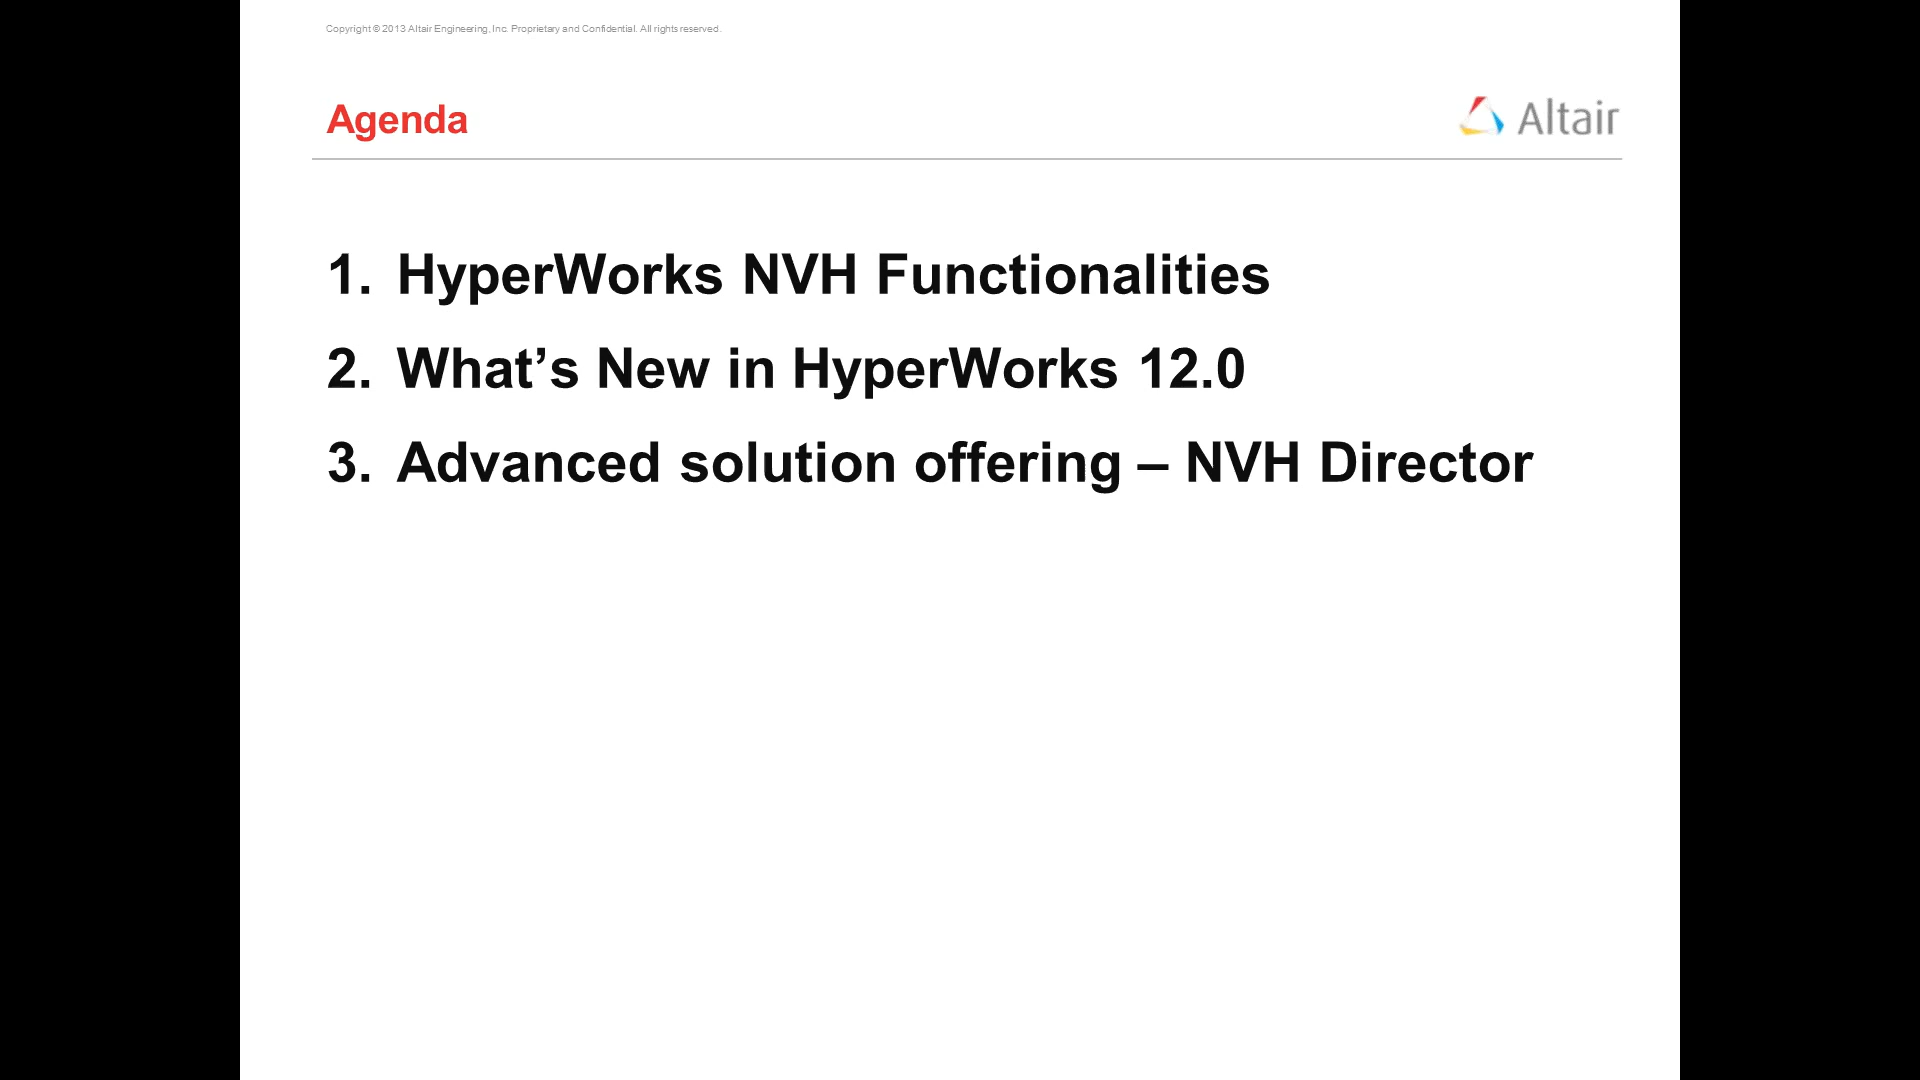 Copyright © 2013 Altair Engineering, Inc. Proprietary and Confidential. All rights reserved.
Agenda
Altair
1. HyperWorks NVH Functionalities
2. What’s New in HyperWorks 12.0
3. Advanced solution offering – NVH Director